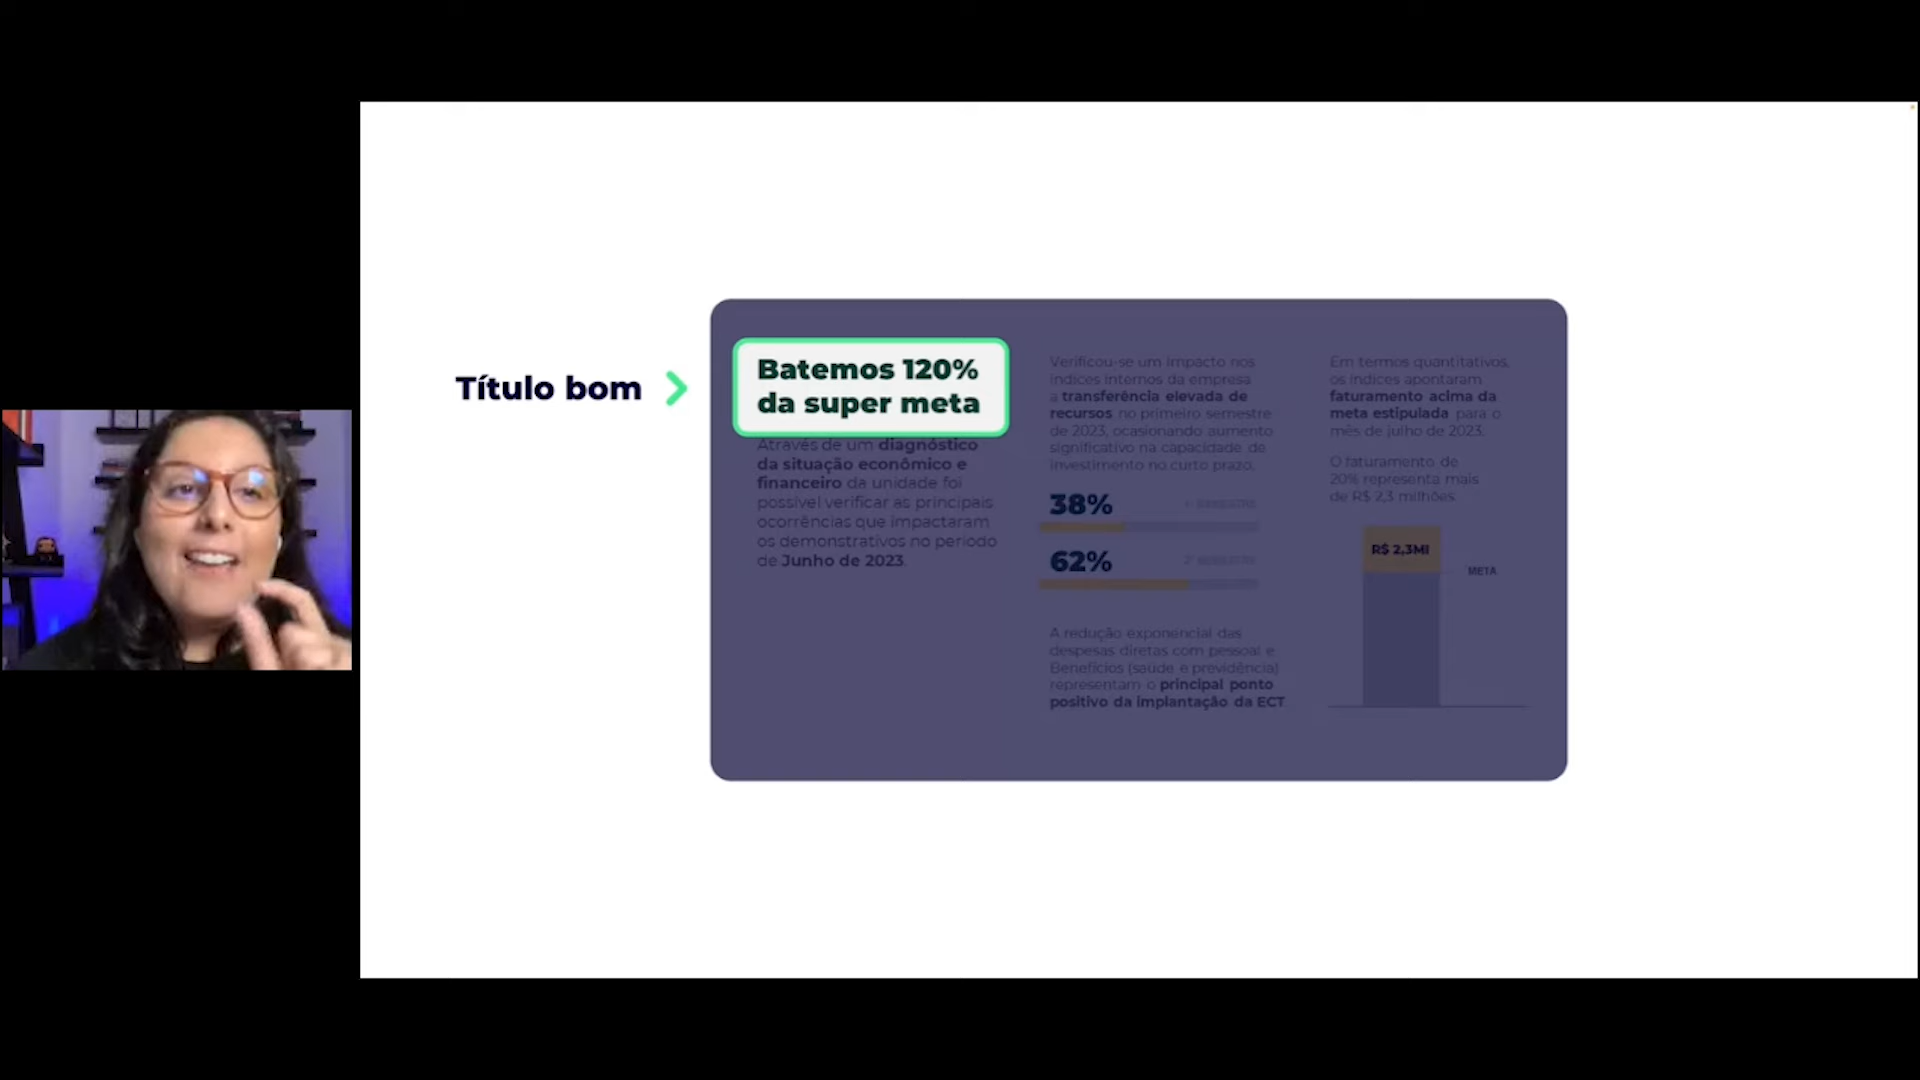 Título bom
Batemos 120%
da super meta
Através de um diagnóstico
da situação econômico e
financeiro da unidade foi
possível verificar as principais
ocorrências que impactaram
os demonstrativos no período
de Junho de 2023.
Verificou-se um impacto nos
índices internos da empresa
a transferência elevada de
recursos no primeiro semestre
de 2023, ocasionando aumento
significativo na capacidade de
investimento no curto prazo.
38%
1º SEMESTRE
62%
2º SEMESTRE
A redução exponencial das
despesas diretas com pessoal e
Benefícios (saúde e previdência)
representam o principal ponto
positivo da implantação da ECT
Em termos quantitativos,
os índices apontaram
faturamento acima da
meta estipulada para o
mês de julho de 2023.
O faturamento de
20% representa mais
de R$ 2,3 milhões.
R$ 2,3MI
META